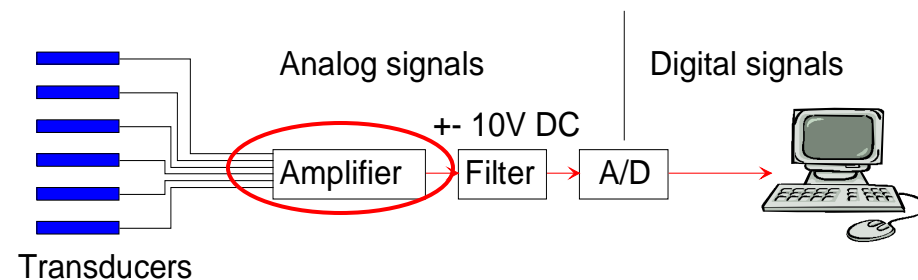 Analog signals
Digital signals
+- 10V DC
Amplifier
Filter
A/D
Transducers